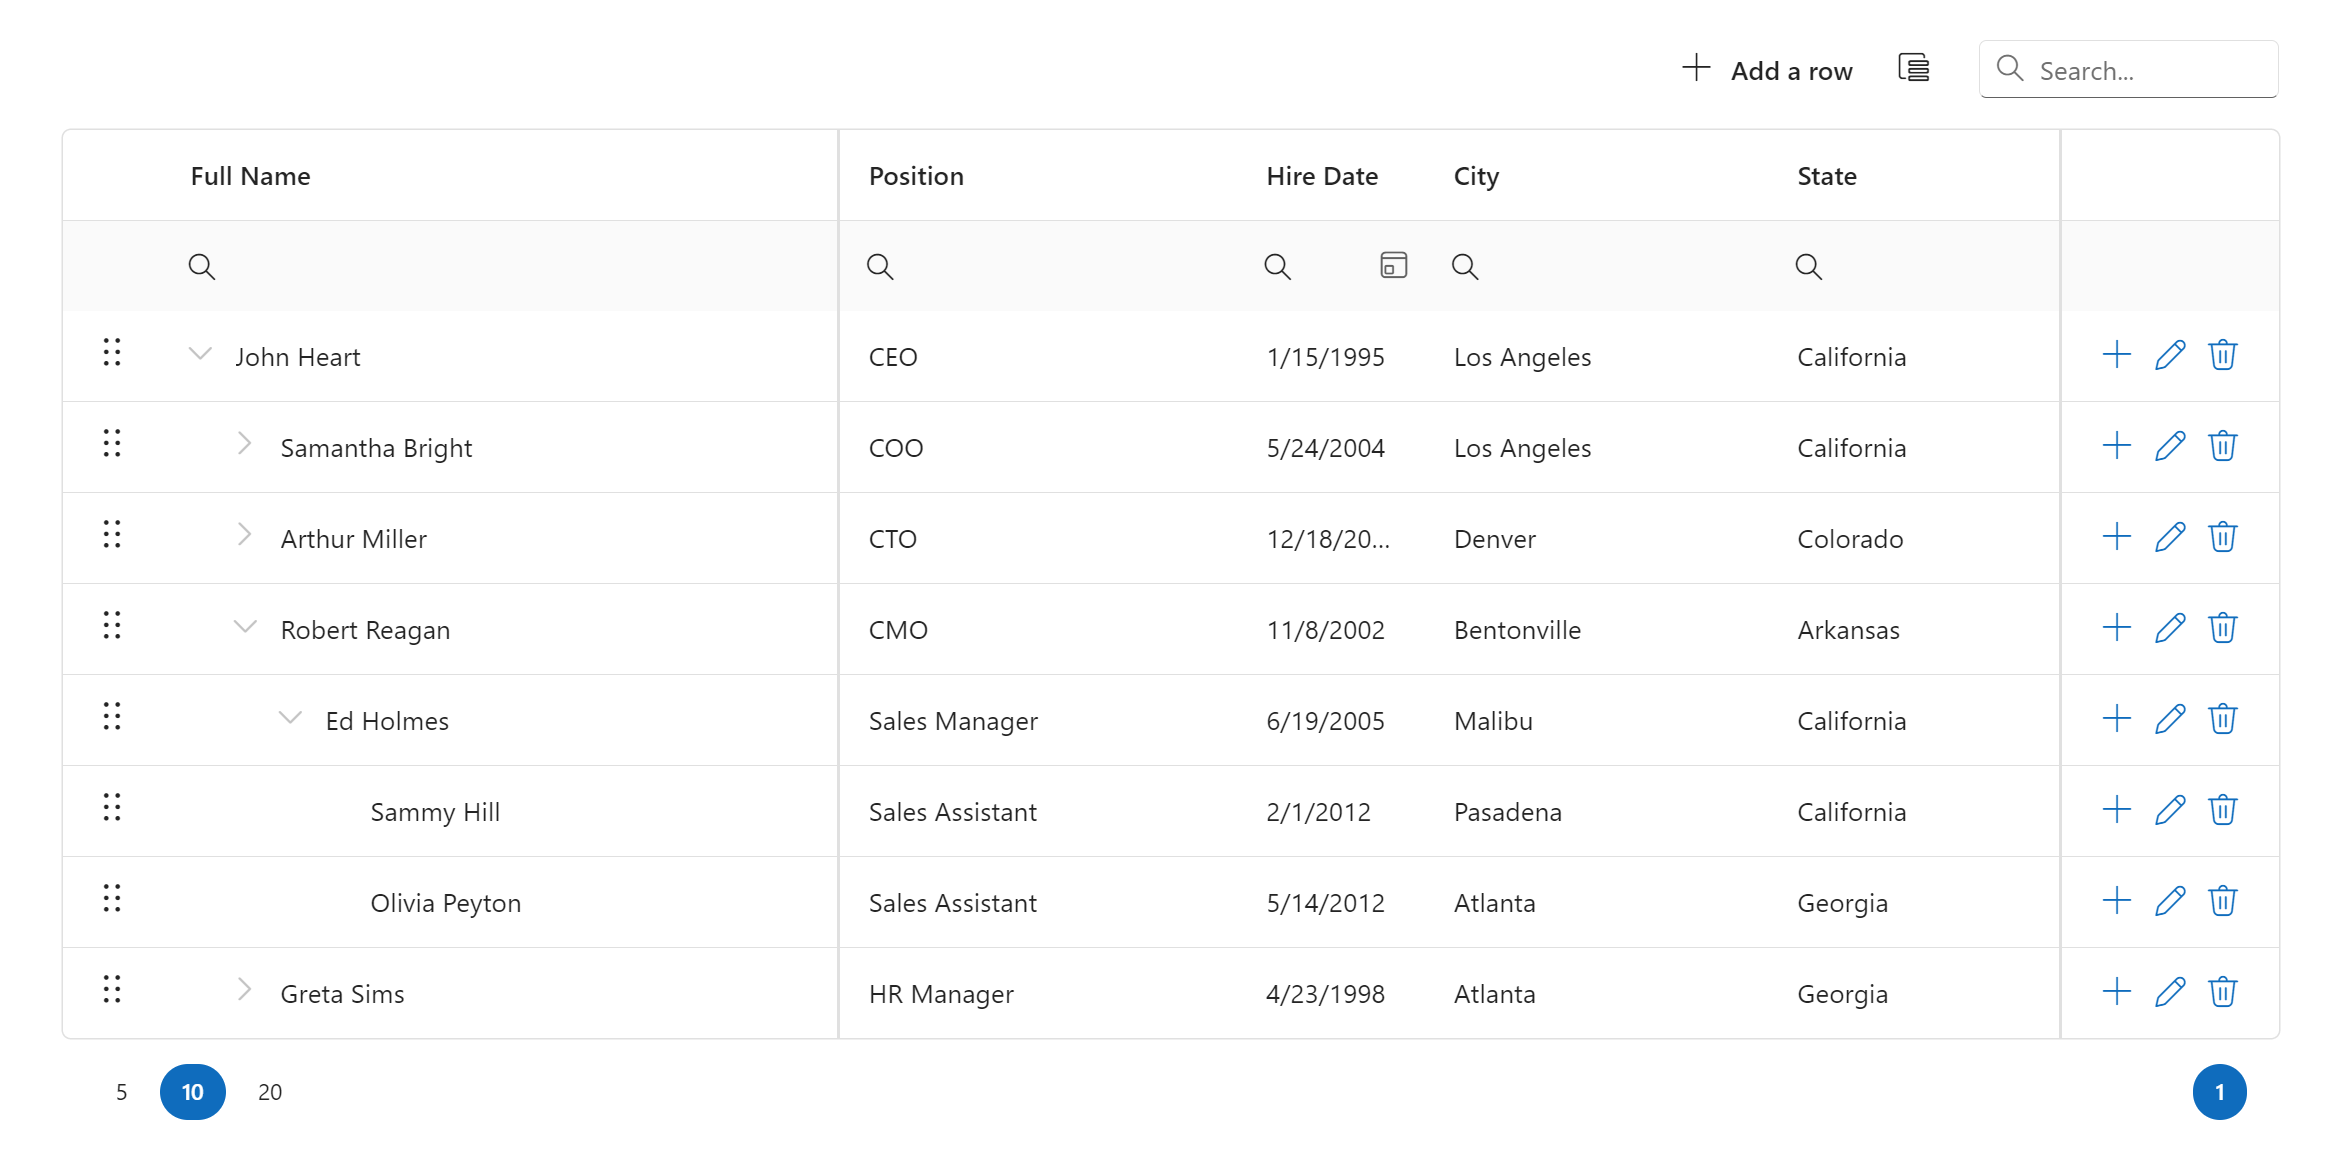 Add a row Search...
Full Name Position Hire Date City State
John Heart CEO 1/15/1995 Los Angeles California
Samantha Bright COO 5/24/2004 Los Angeles California
Arthur Miller CTO 12/18/20... Denver Colorado
Robert Reagan CMO 11/8/2002 Bentonville Arkansas
Ed Holmes Sales Manager 6/19/2005 Malibu California
Sammy Hill Sales Assistant 2/1/2012 Pasadena California
Olivia Peyton Sales Assistant 5/14/2012 Atlanta Georgia
Greta Sims HR Manager 4/23/1998 Atlanta Georgia
5 10 20 1